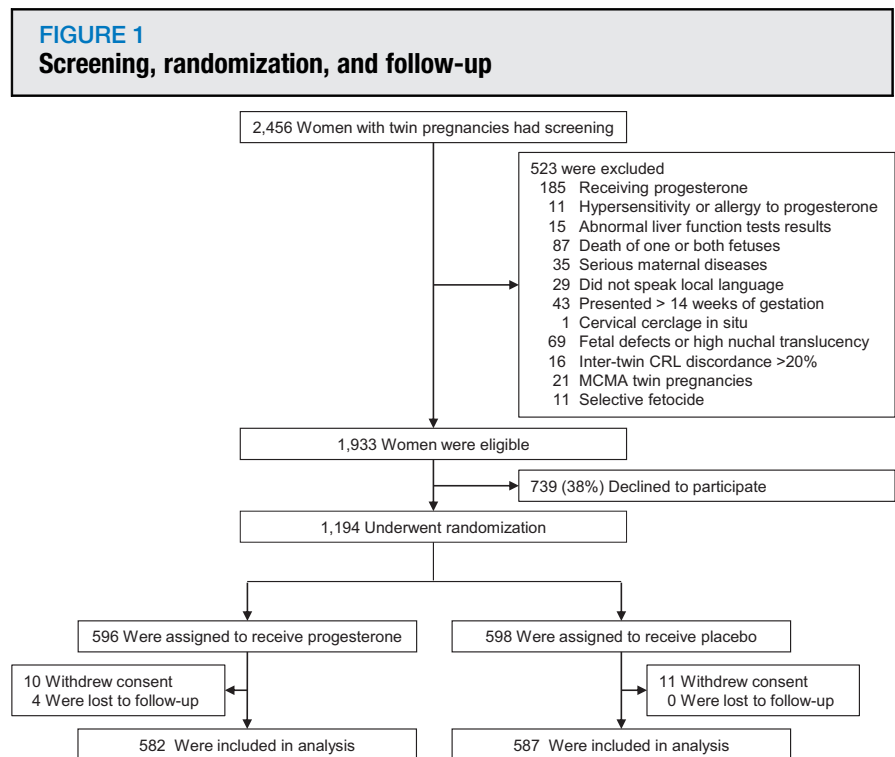 FIGURE 1
Screening, randomization, and follow-up
2,456 Women with twin pregnancies had screening
523 were excluded
185 Receiving progesterone
11 Hypersensitivity or allergy to progesterone
15 Abnormal liver function tests results
87 Death of one or both fetuses
35 Serious maternal diseases
29 Did not speak local language
43 Presented > 14 weeks of gestation
1 Cervical cerclage in situ
69 Fetal defects or high nuchal translucency
16 Inter-twin CRL discordance >20%
21 MCMA twin pregnancies
11 Selective fetocide
1,933 Women were eligible
739 (38%) Declined to participate
1,194 Underwent randomization
596 Were assigned to receive progesterone
598 Were assigned to receive placebo
10 Withdrew consent
4 Were lost to follow-up
11 Withdrew consent
0 Were lost to follow-up
582 Were included in analysis
587 Were included in analysis